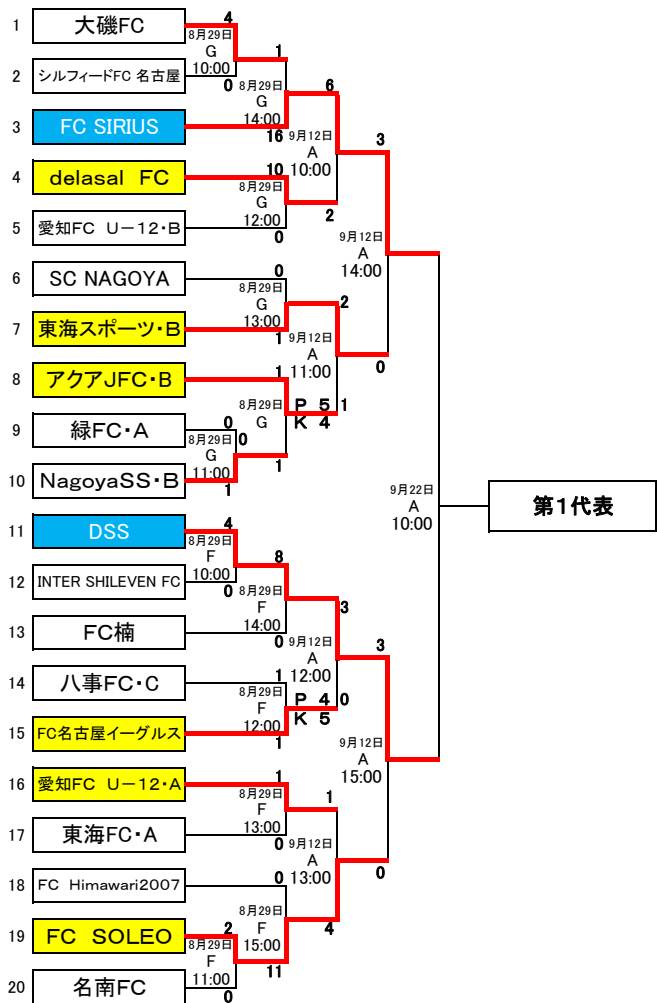 1 大磯FC
4
8月29日
G
10:00
0
2 シルフィードFC 名古屋
1
8月29日
G
14:00
16
3 FC SIRIUS
6
9月12日
A
10:00
2
4 delasal FC
10
8月29日
G
12:00
0
5 愛知FC U-12・B
3
9月12日
A
14:00
0
6 SC NAGOYA
0
8月29日
G
13:00
1
7 東海スポーツ・B
2
9月12日
A
11:00
1
8 アクアJFC・B
1
8月29日
G
P 5
K 4
1
9 緑FC・A
0
0
8月29日
G
11:00
1
10 NagoyaSS・B
9月22日
A
10:00
第1代表
11 DSS
4
8月29日
F
10:00
0
12 INTER SHILEVEN FC
8
8月29日
F
14:00
0
13 FC楠
3
9月12日
A
12:00
0
14 八事FC・C
1
8月29日
F
12:00
1
P 4
K 5
15 FC名古屋イーグルス
3
9月12日
A
15:00
0
16 愛知FC U-12・A
1
8月29日
F
13:00
0
17 東海FC・A
1
9月12日
A
13:00
4
18 FC Himawari2007
0
8月29日
F
15:00
11
19 FC SOLEO
2
8月29日
F
11:00
0
20 名南FC